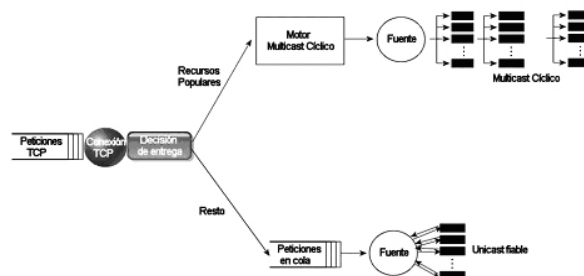 Motor
Multicast Cíclico
Fuente
Multicast Cíclico
Recursos
Populares
Peticiones
TCP
Conexión
TCP
Decisión
de entrega
Resto
Peticiones
en cola
Fuente
Unicast fiable